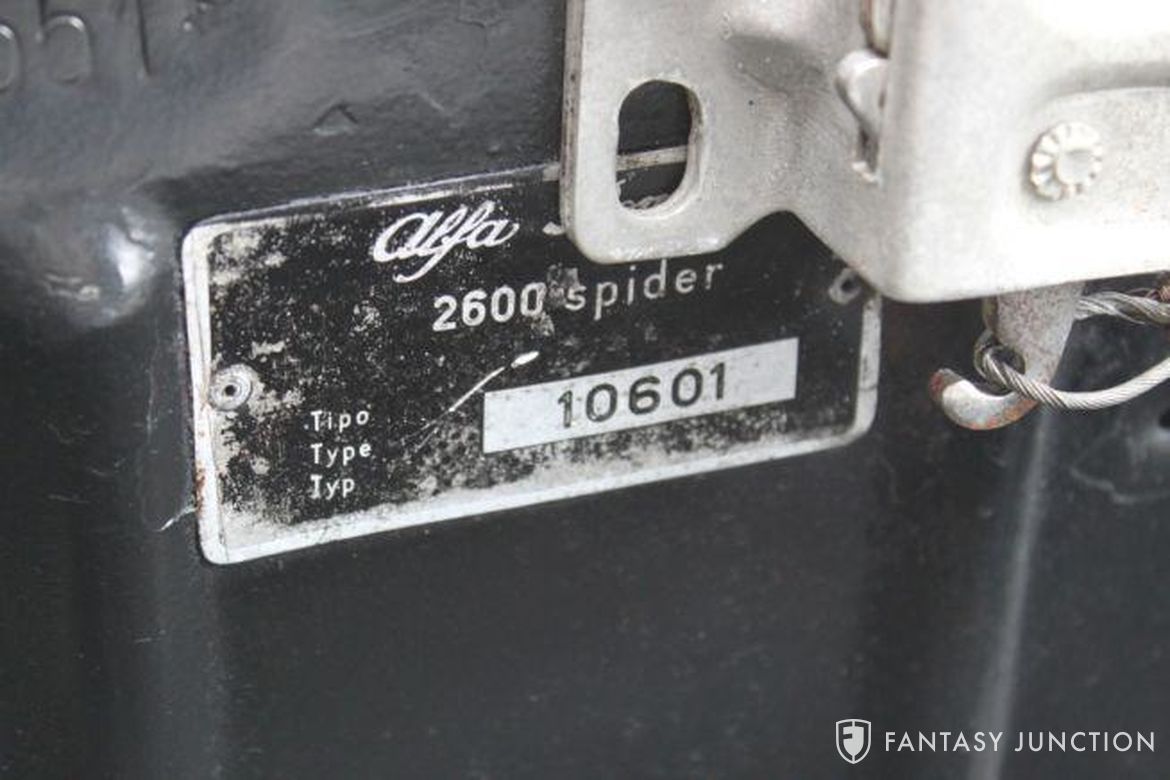 Alfa
2600 spider
10601
Tipo
Type
Typ
FANTASY JUNCTION